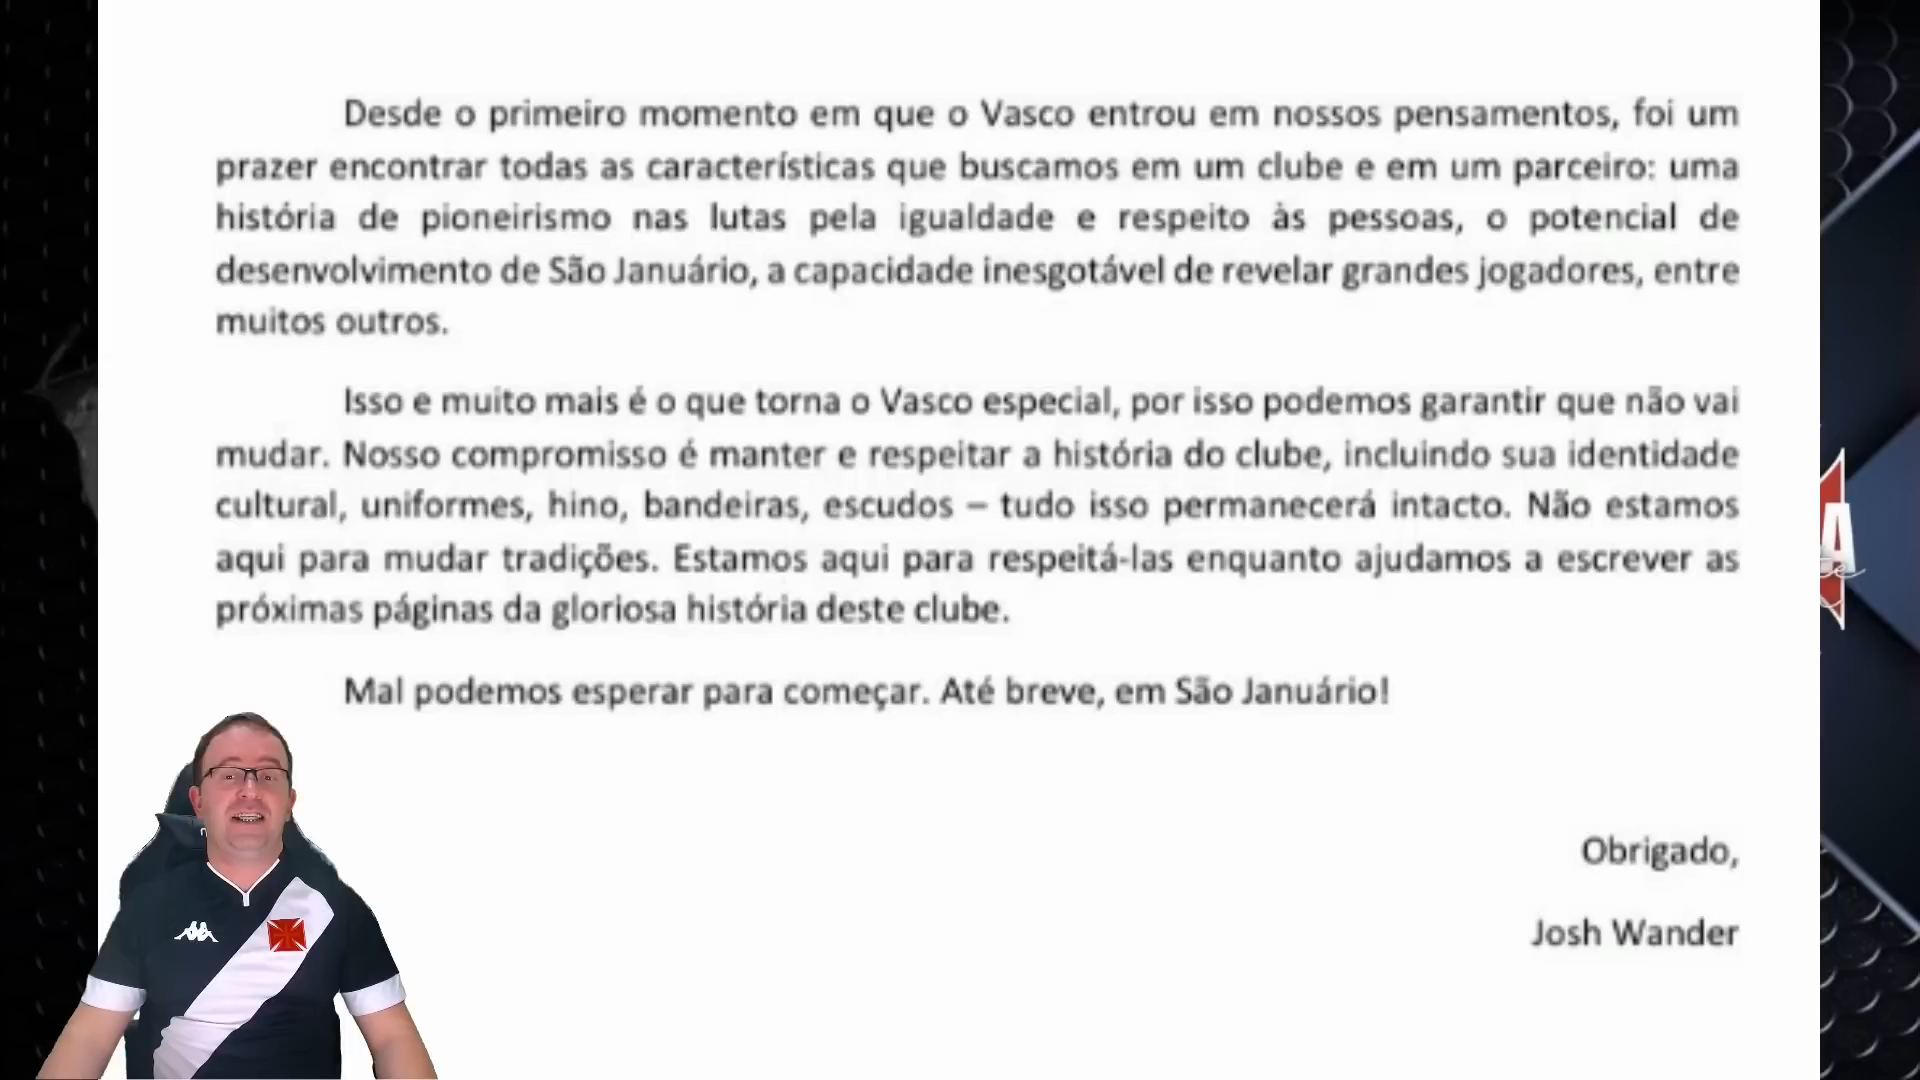 Desde o primeiro momento em que o Vasco entrou em nossos pensamentos, foi um
prazer encontrar todas as características que buscamos em um clube e em um parceiro: uma
história de pioneirismo nas lutas pela igualdade e respeito às pessoas, o potencial de
desenvolvimento de São Januário, a capacidade inesgotável de revelar grandes jogadores, entre
muitos outros.
Isso e muito mais é o que torna o Vasco especial, por isso podemos garantir que não vai
mudar. Nosso compromisso é manter e respeitar a história do clube, incluindo sua identidade
cultural, uniformes, hino, bandeiras, escudos – tudo isso permanecerá intacto. Não estamos
aqui para mudar tradições. Estamos aqui para respeitá-las enquanto ajudamos a escrever as
próximas páginas da gloriosa história deste clube.
Mal podemos esperar para começar. Até breve, em São Januário!
Obrigado,
Josh Wander